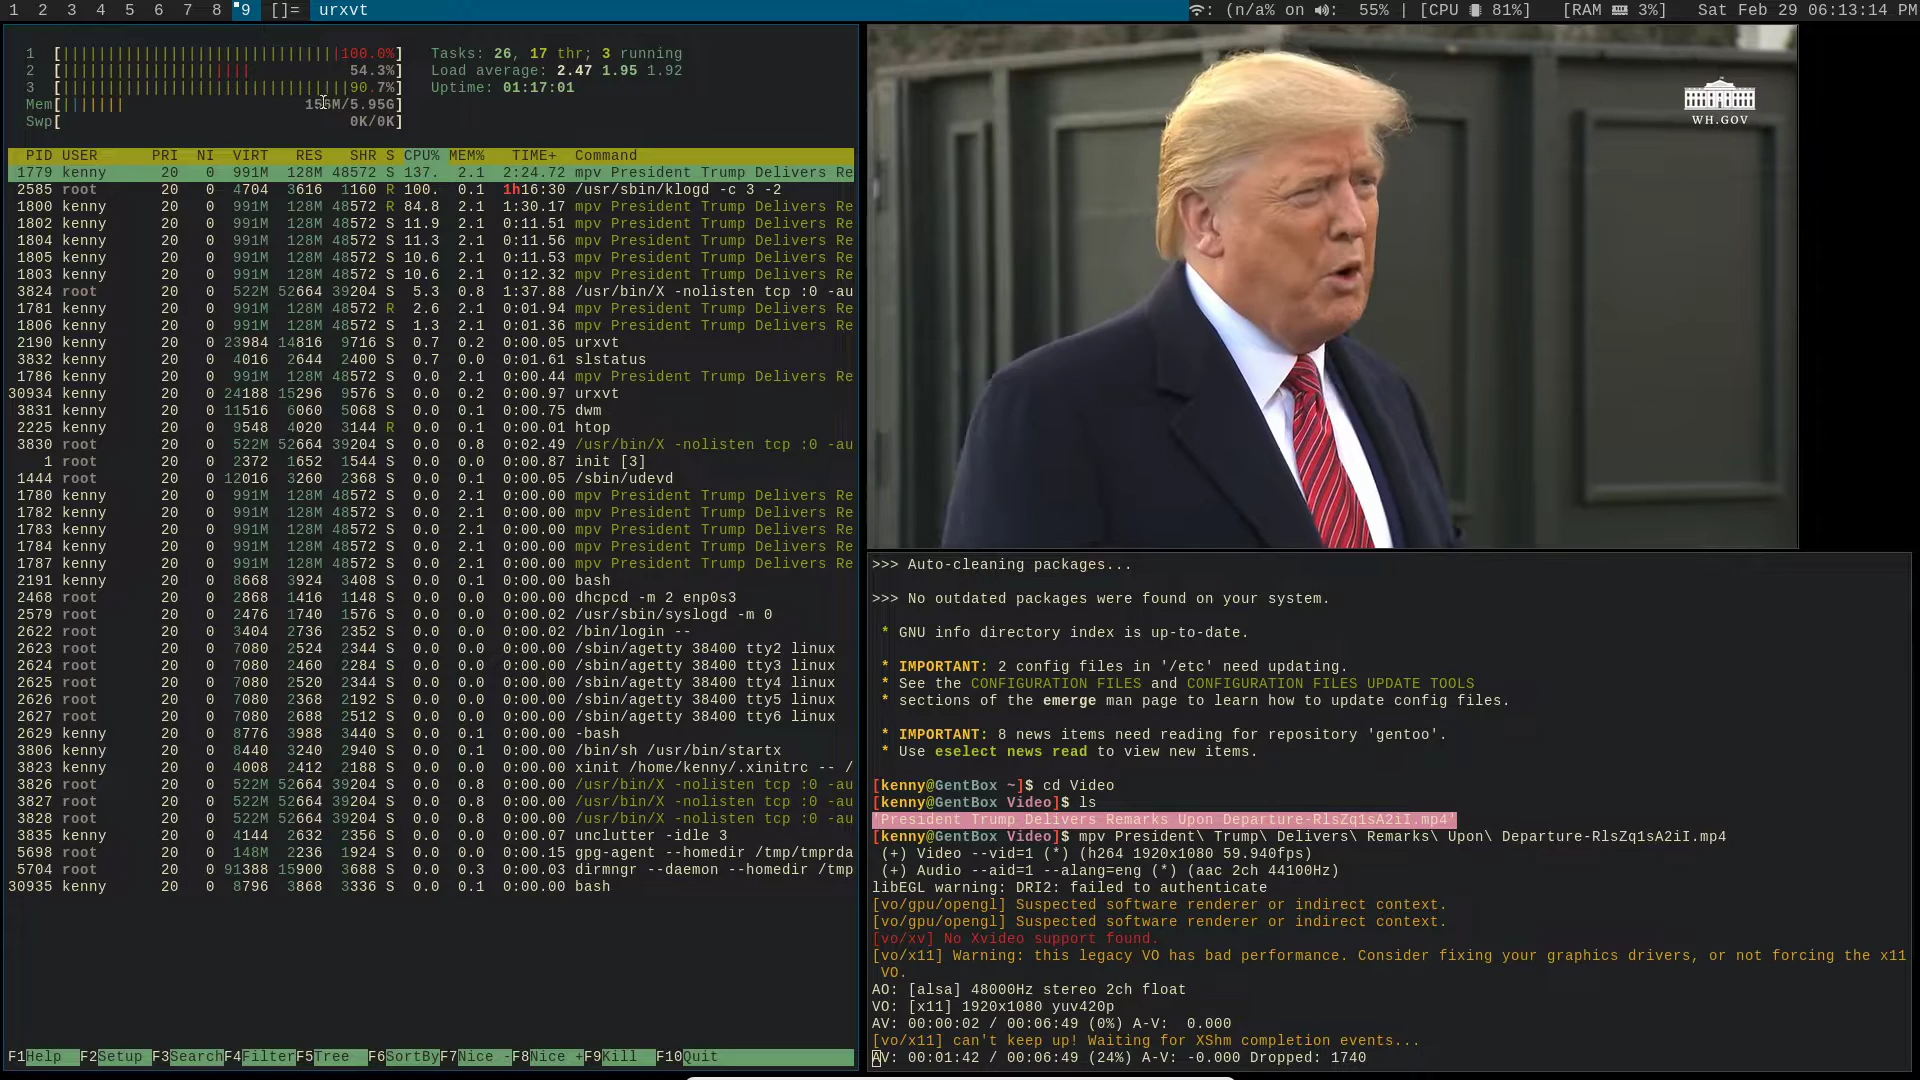 1 2 3 4 5 6 7 8 9 []= urxvt : (n/a% on : 55% | [CPU 81%] [RAM 3%] Sat Feb 29 06:13:14 PM
1 [100.0%] Tasks: 26, 17 thr; 3 running
2 [54.3%] Load average: 2.47 1.95 1.92
3 [90.7%] Uptime: 01:17:01
Mem[156M/5.95G]
Swp[0K/0K]
PID USER PRI NI VIRT RES SHR S CPU% MEM% TIME+ Command
1779 kenny 20 0 991M 128M 48572 S 137. 2.1 2:24.72 mpv President Trump Delivers Re
2585 root 20 0 4704 3616 1160 R 100. 0.1 1h16:30 /usr/sbin/klogd -c 3 -2
1800 kenny 20 0 991M 128M 48572 R 84.8 2.1 1:30.17 mpv President Trump Delivers Re
1802 kenny 20 0 991M 128M 48572 S 11.9 2.1 0:11.51 mpv President Trump Delivers Re
1804 kenny 20 0 991M 128M 48572 S 11.3 2.1 0:11.56 mpv President Trump Delivers Re
1805 kenny 20 0 991M 128M 48572 S 10.6 2.1 0:11.53 mpv President Trump Delivers Re
1803 kenny 20 0 991M 128M 48572 S 10.6 2.1 0:12.32 mpv President Trump Delivers Re
3824 root 20 0 522M 52664 39204 S 5.3 0.8 1:37.88 /usr/bin/X -nolisten tcp :0 -au
1781 kenny 20 0 991M 128M 48572 R 2.6 2.1 0:01.94 mpv President Trump Delivers Re
1806 kenny 20 0 991M 128M 48572 S 1.3 2.1 0:01.36 mpv President Trump Delivers Re
2190 kenny 20 0 23984 14816 9716 S 0.7 0.2 0:00.05 urxvt
3832 kenny 20 0 4016 2644 2400 S 0.7 0.0 0:01.61 slstatus
1786 kenny 20 0 991M 128M 48572 S 0.0 2.1 0:00.44 mpv President Trump Delivers Re
30934 kenny 20 0 24188 15296 9576 S 0.0 0.2 0:00.97 urxvt
3831 kenny 20 0 11516 6060 5068 S 0.0 0.1 0:00.75 dwm
2225 kenny 20 0 9548 4020 3144 R 0.0 0.1 0:00.01 htop
3830 root 20 0 522M 52664 39204 S 0.0 0.8 0:02.49 /usr/bin/X -nolisten tcp :0 -au
1 root 20 0 2372 1652 1544 S 0.0 0.0 0:00.87 init [3]
1444 root 20 0 12016 3260 2368 S 0.0 0.1 0:00.05 /sbin/udevd
1780 kenny 20 0 991M 128M 48572 S 0.0 2.1 0:00.00 mpv President Trump Delivers Re
1782 kenny 20 0 991M 128M 48572 S 0.0 2.1 0:00.00 mpv President Trump Delivers Re
1783 kenny 20 0 991M 128M 48572 S 0.0 2.1 0:00.00 mpv President Trump Delivers Re
1784 kenny 20 0 991M 128M 48572 S 0.0 2.1 0:00.00 mpv President Trump Delivers Re
1787 kenny 20 0 991M 128M 48572 S 0.0 2.1 0:00.00 mpv President Trump Delivers Re
2191 kenny 20 0 8668 3924 3408 S 0.0 0.1 0:00.00 bash
2468 root 20 0 2868 1416 1148 S 0.0 0.0 0:00.00 dhcpcd -m 2 enp0s3
2579 root 20 0 2476 1740 1576 S 0.0 0.0 0:00.02 /usr/sbin/syslogd -m 0
2622 root 20 0 3404 2736 2352 S 0.0 0.0 0:00.02 /bin/login --
2623 root 20 0 7080 2524 2344 S 0.0 0.0 0:00.00 /sbin/agetty 38400 tty2 linux
2624 root 20 0 7080 2460 2284 S 0.0 0.0 0:00.00 /sbin/agetty 38400 tty3 linux
2625 root 20 0 7080 2520 2344 S 0.0 0.0 0:00.00 /sbin/agetty 38400 tty4 linux
2626 root 20 0 7080 2368 2192 S 0.0 0.0 0:00.00 /sbin/agetty 38400 tty5 linux
2627 root 20 0 7080 2688 2512 S 0.0 0.0 0:00.00 /sbin/agetty 38400 tty6 linux
2629 kenny 20 0 8776 3988 3440 S 0.0 0.1 0:00.00 -bash
3806 kenny 20 0 8440 3240 2940 S 0.0 0.1 0:00.00 /bin/sh /usr/bin/startx
3823 kenny 20 0 4008 2412 2188 S 0.0 0.0 0:00.00 xinit /home/kenny/.xinitrc -- /
3826 root 20 0 522M 52664 39204 S 0.0 0.8 0:00.00 /usr/bin/X -nolisten tcp :0 -au
3827 root 20 0 522M 52664 39204 S 0.0 0.8 0:00.00 /usr/bin/X -nolisten tcp :0 -au
3828 root 20 0 522M 52664 39204 S 0.0 0.8 0:00.00 /usr/bin/X -nolisten tcp :0 -au
3835 kenny 20 0 4144 2632 2356 S 0.0 0.0 0:00.07 unclutter -idle 3
5698 root 20 0 148M 2236 1924 S 0.0 0.0 0:00.15 gpg-agent --homedir /tmp/tmprda
5704 root 20 0 91388 15900 3688 S 0.0 0.3 0:00.03 dirmngr --daemon --homedir /tmp
30935 kenny 20 0 8796 3868 3336 S 0.0 0.1 0:00.00 bash
F1Help F2Setup F3SearchF4FilterF5Tree F6SortByF7Nice -F8Nice +F9Kill F10Quit
WH.GOV
>>> Auto-cleaning packages...
>>> No outdated packages were found on your system.
* GNU info directory index is up-to-date.
* IMPORTANT: 2 config files in '/etc' need updating.
* See the CONFIGURATION FILES and CONFIGURATION FILES UPDATE TOOLS
* sections of the emerge man page to learn how to update config files.
* IMPORTANT: 8 news items need reading for repository 'gentoo'.
* Use eselect news read to view new items.
[kenny@GentBox ~]$ cd Video
[kenny@GentBox Video]$ ls
'President Trump Delivers Remarks Upon Departure-RlsZq1sA2iI.mp4'
[kenny@GentBox Video]$ mpv President\ Trump\ Delivers\ Remarks\ Upon\ Departure-RlsZq1sA2iI.mp4
(+) Video --vid=1 (*) (h264 1920x1080 59.940fps)
(+) Audio --aid=1 --alang=eng (*) (aac 2ch 44100Hz)
libEGL warning: DRI2: failed to authenticate
[vo/gpu/opengl] Suspected software renderer or indirect context.
[vo/gpu/opengl] Suspected software renderer or indirect context.
[vo/xv] No Xvideo support found.
[vo/x11] Warning: this legacy VO has bad performance. Consider fixing your graphics drivers, or not forcing the x11
VO.
AO: [alsa] 48000Hz stereo 2ch float
VO: [x11] 1920x1080 yuv420p
AV: 00:00:02 / 00:06:49 (0%) A-V: 0.000
[vo/x11] can't keep up! Waiting for XShm completion events...
AV: 00:01:42 / 00:06:49 (24%) A-V: -0.000 Dropped: 1740